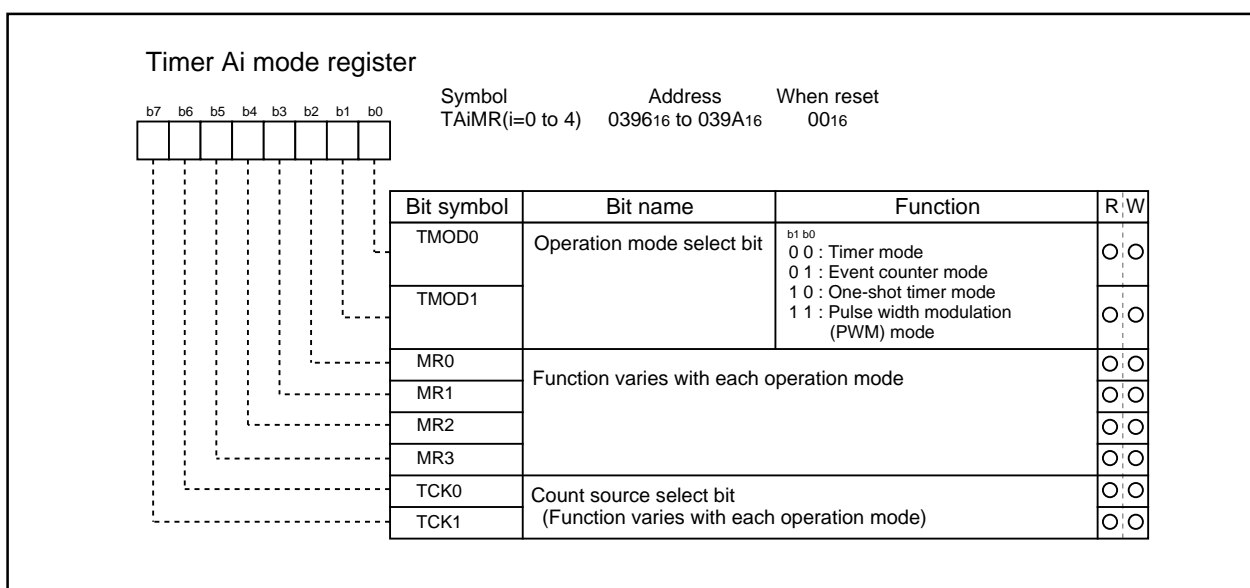 Timer Ai mode register
Symbol Address When reset
TAiMR(i=0 to 4) 039616 to 039A16 0016
b7 b6 b5 b4 b3 b2 b1 b0
Bit symbol Bit name Function R W
TMOD0 Operation mode select bit b1 b0
0 0 : Timer mode
0 1 : Event counter mode
TMOD1 1 0 : One-shot timer mode
1 1 : Pulse width modulation
(PWM) mode
MR0 Function varies with each operation mode
MR1
MR2
MR3
TCK0 Count source select bit
TCK1 (Function varies with each operation mode)